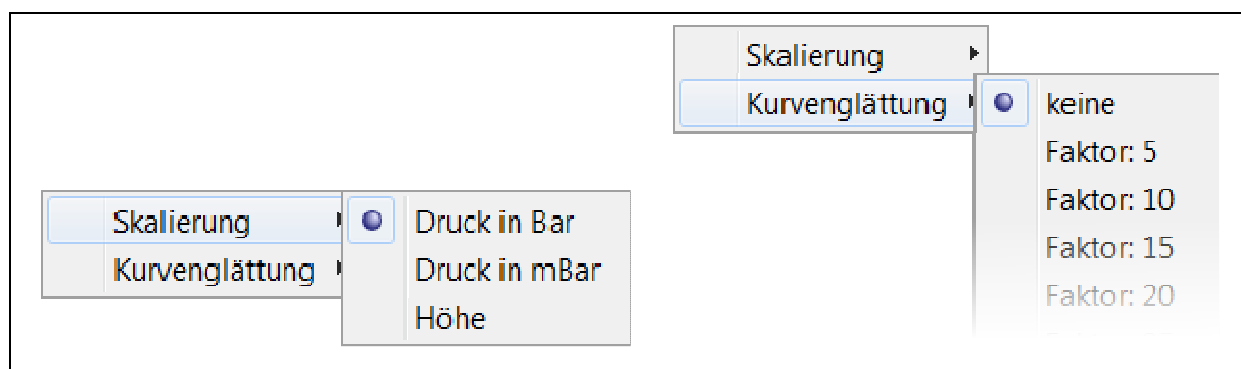 Skalierung
Kurvenglättung
Druck in Bar
Druck in mBar
Höhe
Skalierung
Kurvenglättung
keine
Faktor: 5
Faktor: 10
Faktor: 15
Faktor: 20